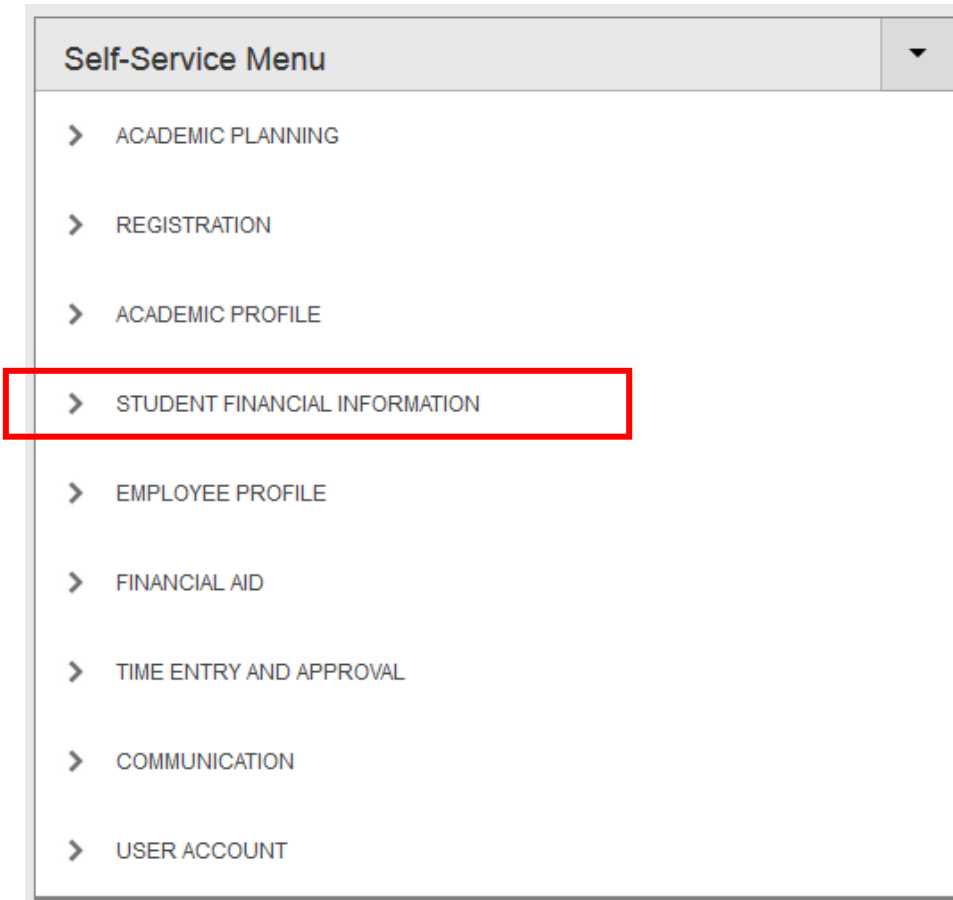 Self-Service Menu
ACADEMIC PLANNING
REGISTRATION
ACADEMIC PROFILE
STUDENT FINANCIAL INFORMATION
EMPLOYEE PROFILE
FINANCIAL AID
TIME ENTRY AND APPROVAL
COMMUNICATION
USER ACCOUNT